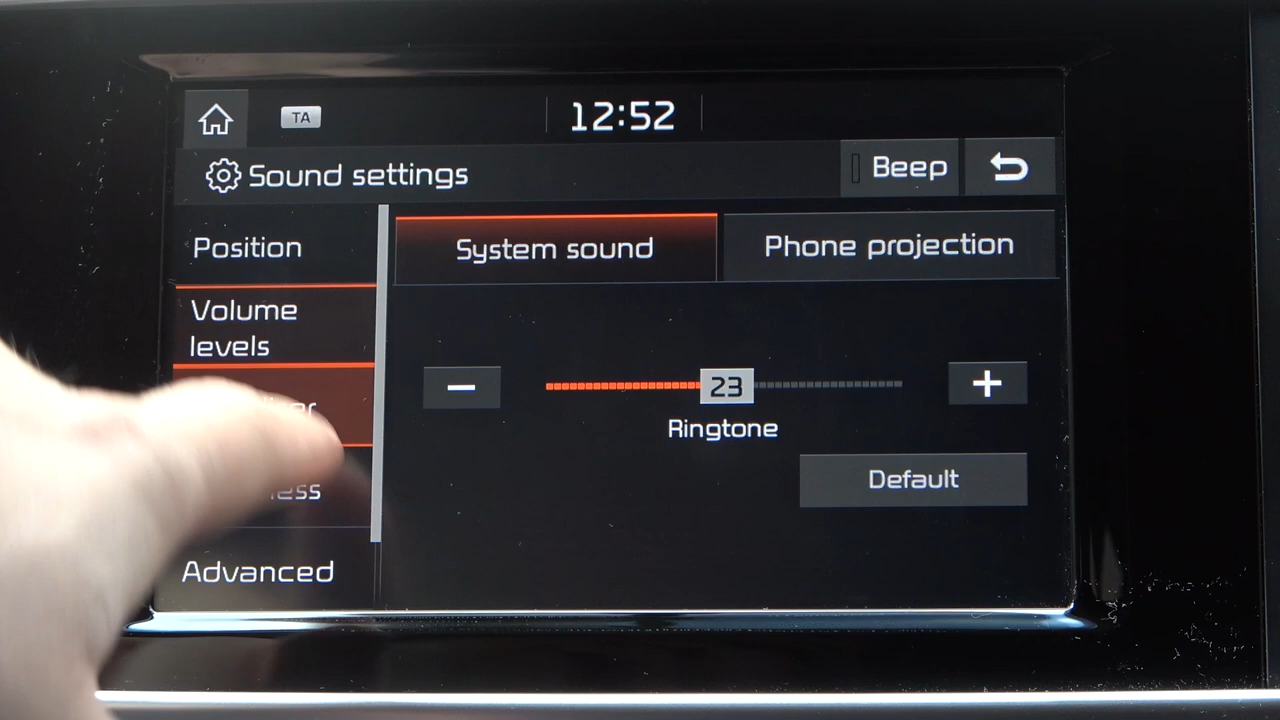 TA
12:52
Sound settings
Beep
Position
System sound
Phone projection
Volume
levels
23
Ringtone
Default
Advanced